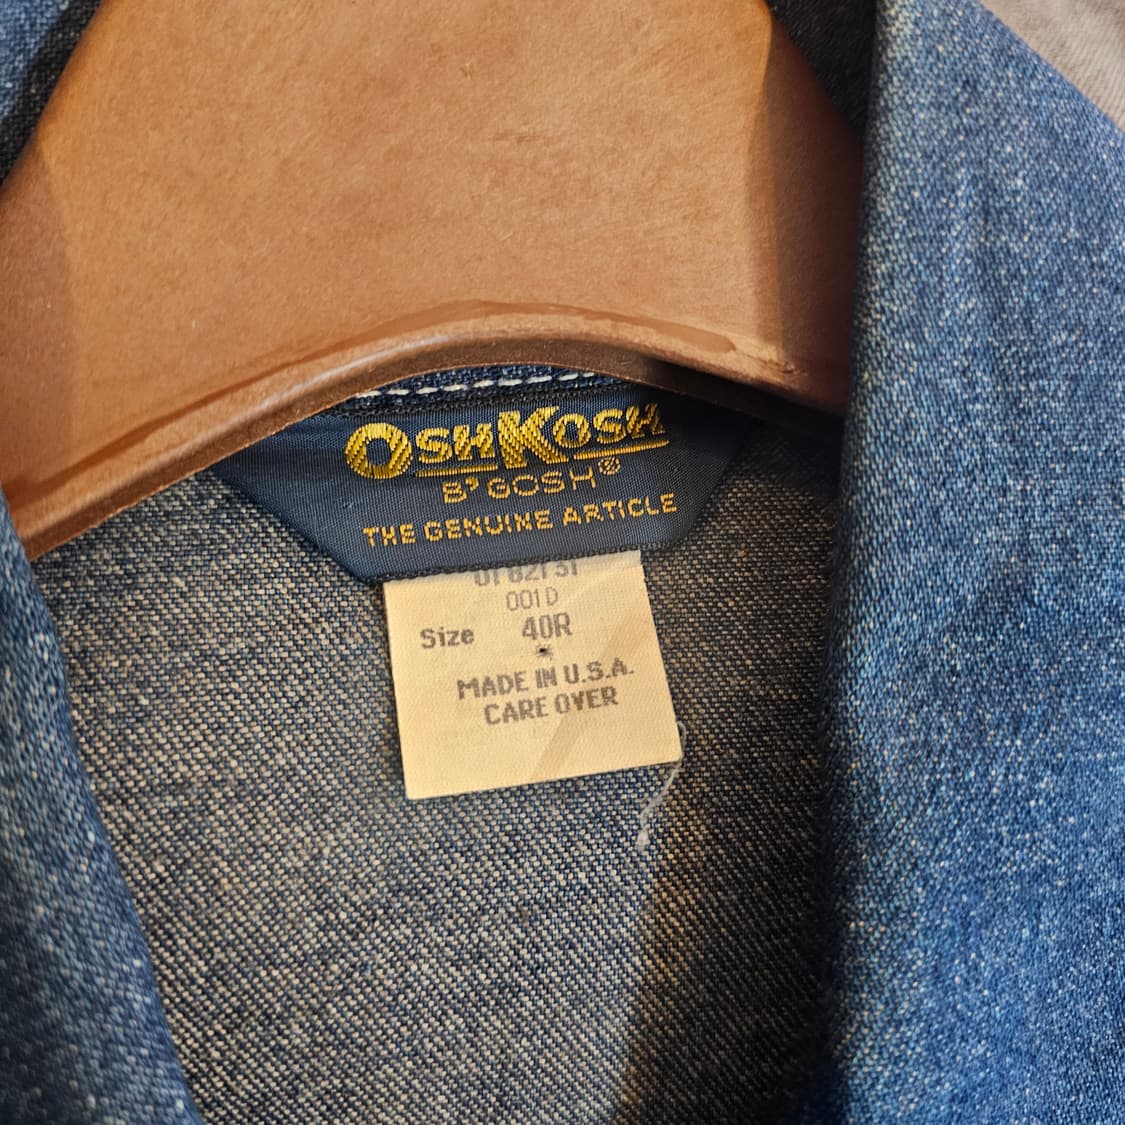 OSHKOSH
B'GOSH®
THE GENUINE ARTICLE
001D
Size 40R
MADE IN U.S.A.
CARE OVER